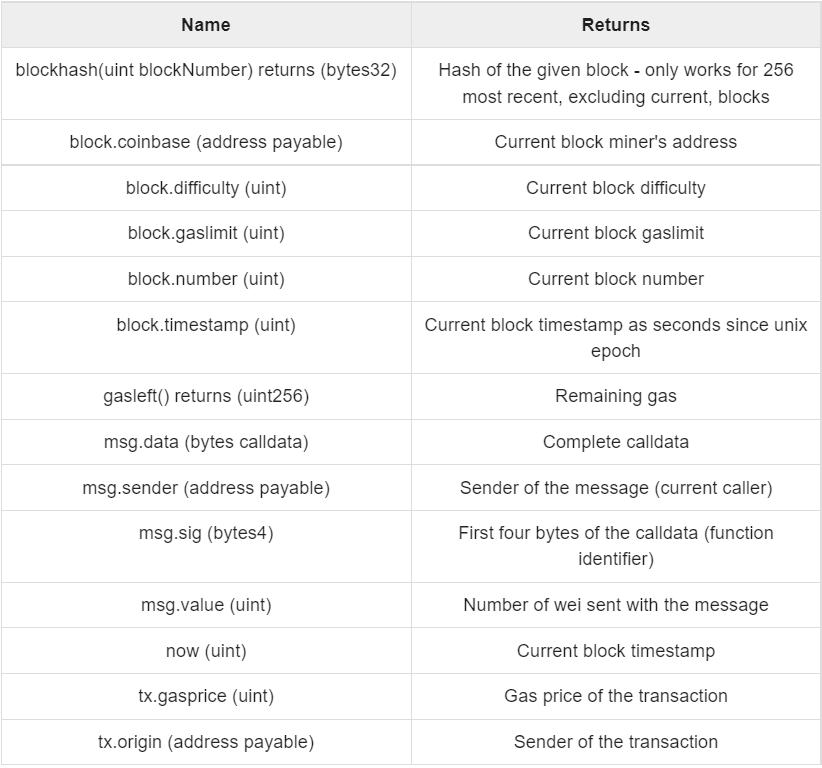 Name
Returns
blockhash(uint blockNumber) returns (bytes32)
Hash of the given block - only works for 256
most recent, excluding current, blocks
block.coinbase (address payable)
Current block miner's address
block.difficulty (uint)
Current block difficulty
block.gaslimit (uint)
Current block gaslimit
block.number (uint)
Current block number
block.timestamp (uint)
Current block timestamp as seconds since unix
epoch
gasleft() returns (uint256)
Remaining gas
msg.data (bytes calldata)
Complete calldata
msg.sender (address payable)
Sender of the message (current caller)
msg.sig (bytes4)
First four bytes of the calldata (function
identifier)
msg.value (uint)
Number of wei sent with the message
now (uint)
Current block timestamp
tx.gasprice (uint)
Gas price of the transaction
tx.origin (address payable)
Sender of the transaction